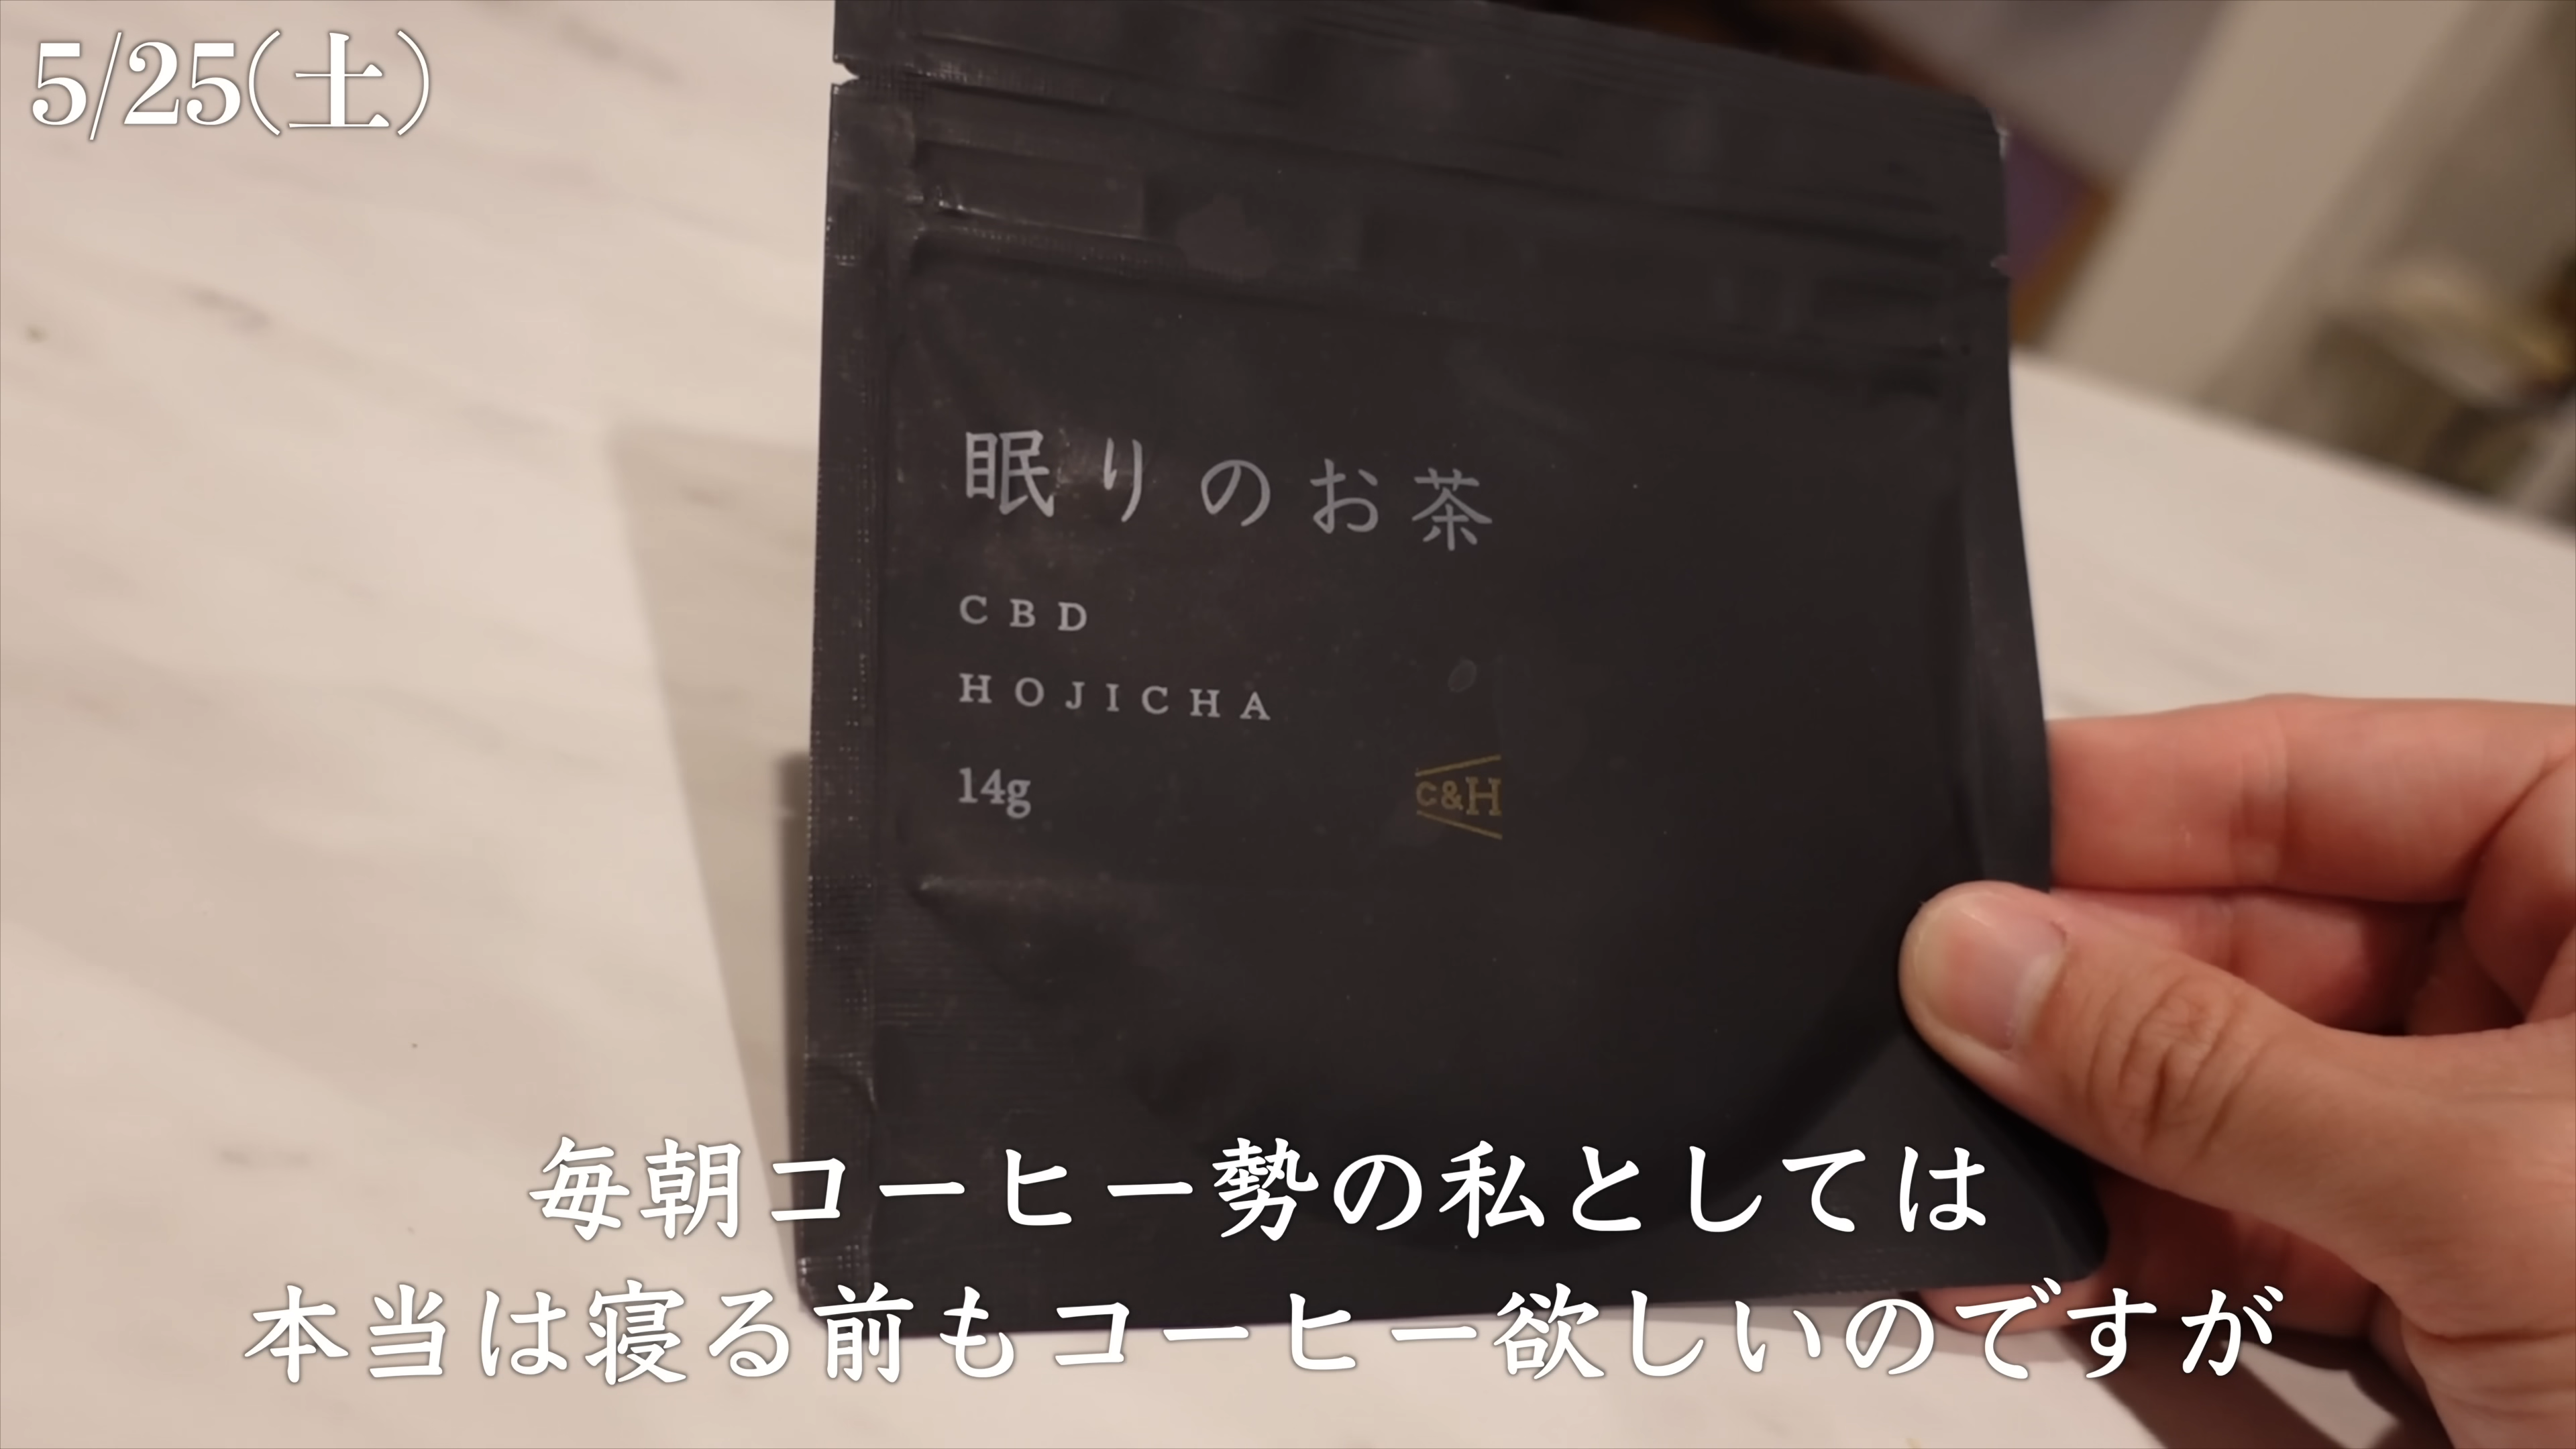 5/25(土)
眠りのお茶
CBD
HOJICHA
14g
C&H
毎朝コーヒー勢の私としては
本当は寝る前もコーヒー欲しいのですが